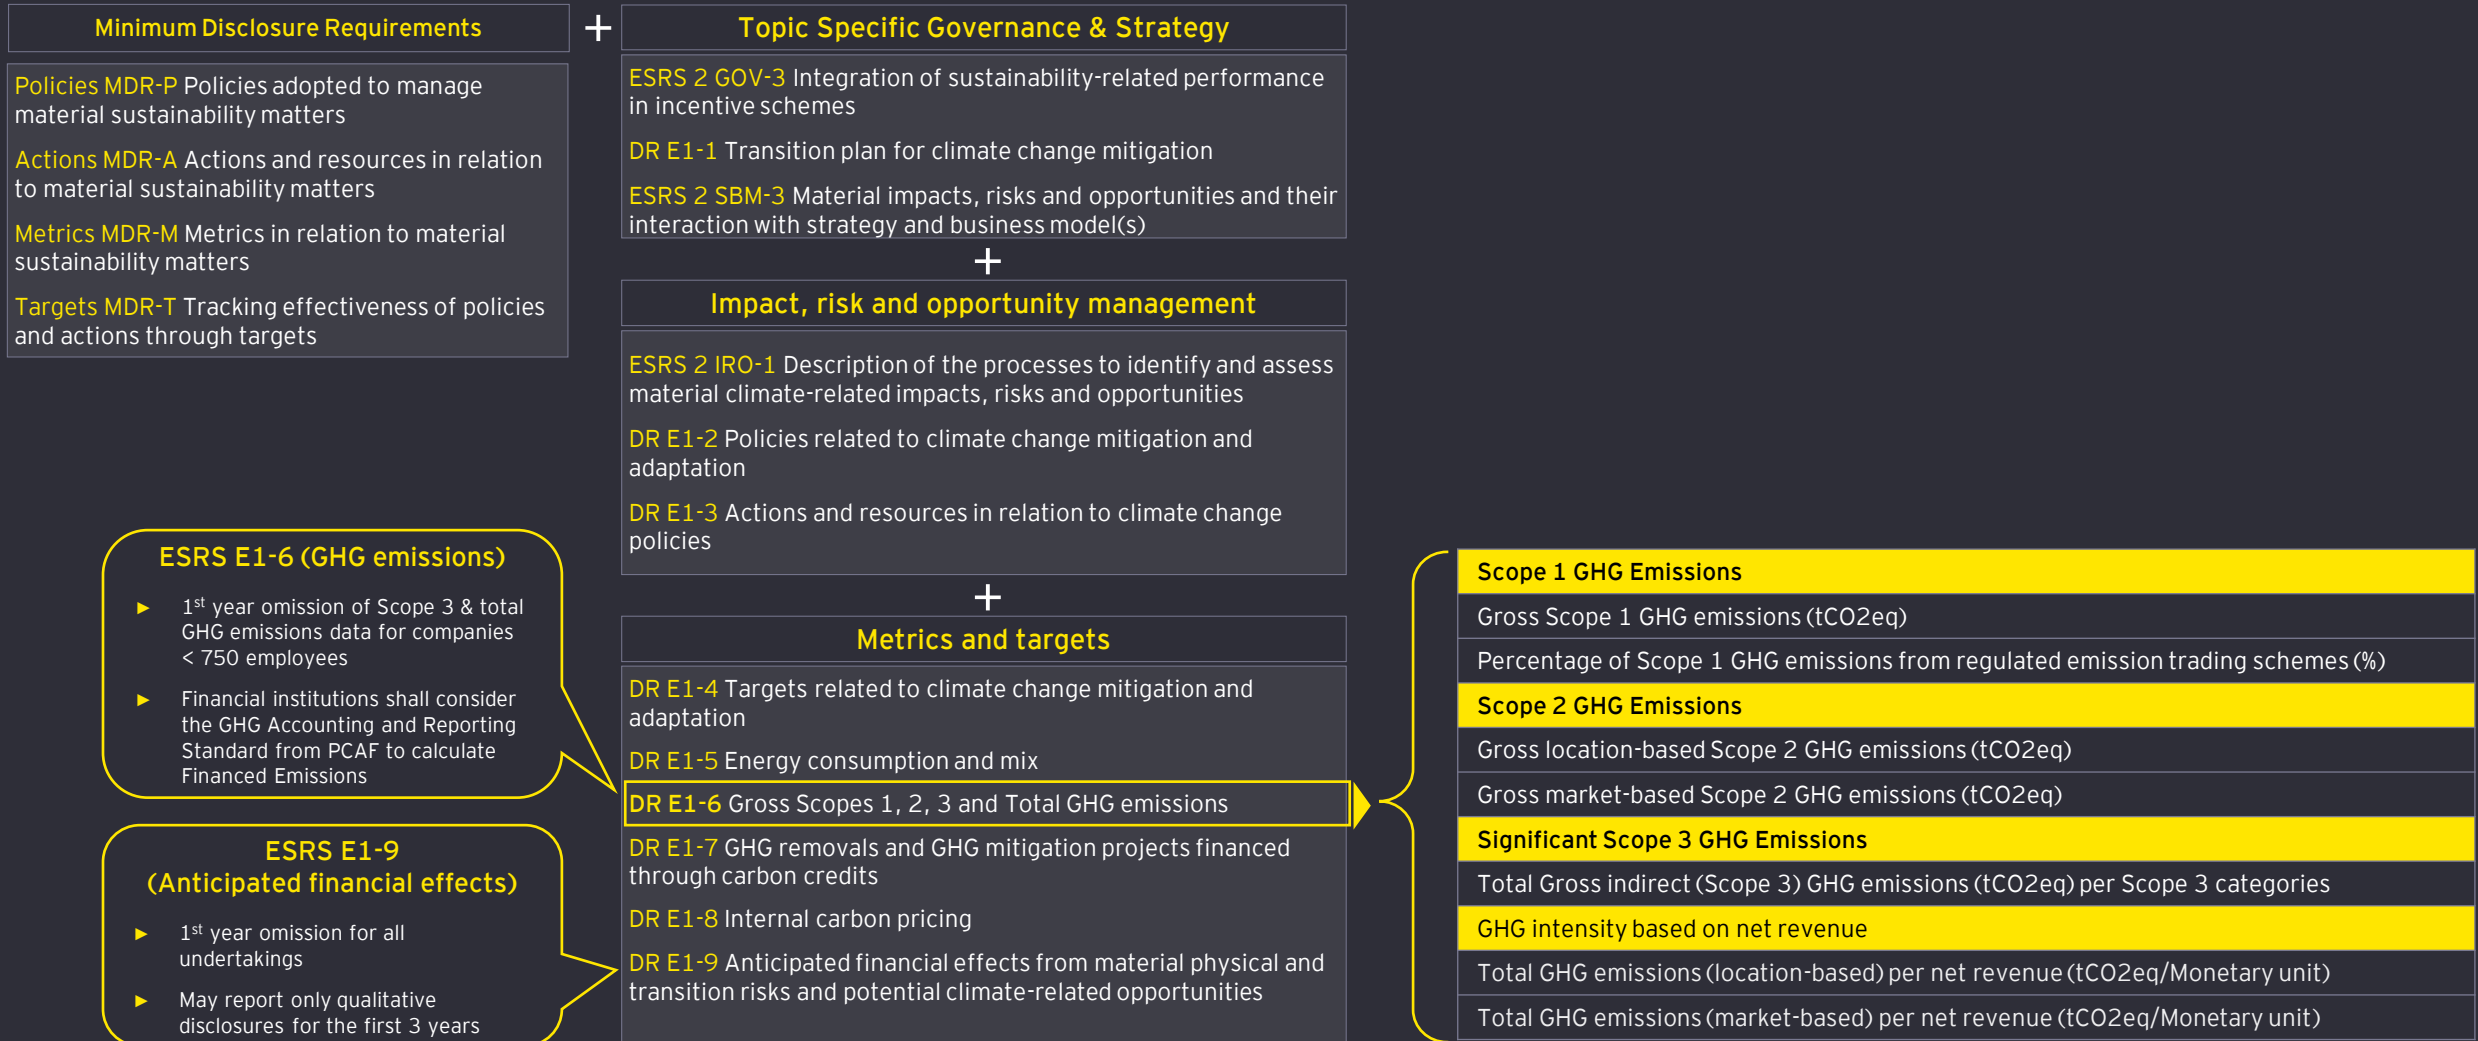 Minimum Disclosure Requirements
Policies MDR-P Policies adopted to manage
material sustainability matters
Actions MDR-A Actions and resources in relation
to material sustainability matters
Metrics MDR-M Metrics in relation to material
sustainability matters
Targets MDR-T Tracking effectiveness of policies
and actions through targets
+
Topic Specific Governance & Strategy
ESRS 2 GOV-3 Integration of sustainability-related performance
in incentive schemes
DR E1-1 Transition plan for climate change mitigation
ESRS 2 SBM-3 Material impacts, risks and opportunities and their
interaction with strategy and business model(s)
+
Impact, risk and opportunity management
ESRS 2 IRO-1 Description of the processes to identify and assess
material climate-related impacts, risks and opportunities
DR E1-2 Policies related to climate change mitigation and
adaptation
DR E1-3 Actions and resources in relation to climate change
policies
+
Metrics and targets
DR E1-4 Targets related to climate change mitigation and
adaptation
DR E1-5 Energy consumption and mix
DR E1-6 Gross Scopes 1, 2, 3 and Total GHG emissions
DR E1-7 GHG removals and GHG mitigation projects financed
through carbon credits
DR E1-8 Internal carbon pricing
DR E1-9 Anticipated financial effects from material physical and
transition risks and potential climate-related opportunities
ESRS E1-6 (GHG emissions)
► 1st year omission of Scope 3 & total
GHG emissions data for companies
< 750 employees
► Financial institutions shall consider
the GHG Accounting and Reporting
Standard from PCAF to calculate
Financed Emissions
ESRS E1-9
(Anticipated financial effects)
► 1st year omission for all
undertakings
► May report only qualitative
disclosures for the first 3 years
Scope 1 GHG Emissions
Gross Scope 1 GHG emissions (tCO2eq)
Percentage of Scope 1 GHG emissions from regulated emission trading schemes (%)
Scope 2 GHG Emissions
Gross location-based Scope 2 GHG emissions (tCO2eq)
Gross market-based Scope 2 GHG emissions (tCO2eq)
Significant Scope 3 GHG Emissions
Total Gross indirect (Scope 3) GHG emissions (tCO2eq) per Scope 3 categories
GHG intensity based on net revenue
Total GHG emissions (location-based) per net revenue (tCO2eq/Monetary unit)
Total GHG emissions (market-based) per net revenue (tCO2eq/Monetary unit)